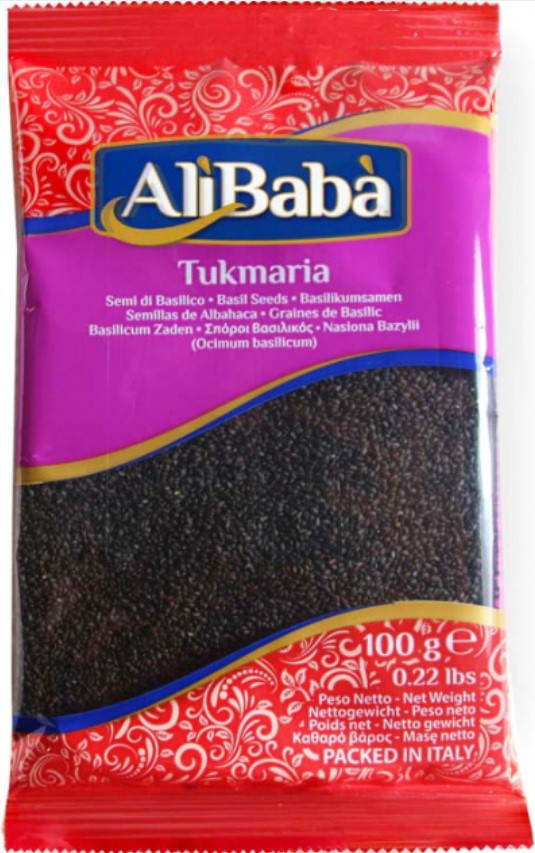 AlìBabà
Tukmaria
Semi di Basilico • Basil Seeds • Basilikumsamen
Semillas de Albahaca • Graines de Basilic
Basilicum Zaden • Σπόροι Βασιλικός • Nasiona Bazylii
(Ocimum basilicum)
100 g ℮
0.22 lbs
Peso Netto - Net Weight
Nettogewicht - Peso neto
Poids net - Netto gewicht
Καθαρό βάρος - Masę netto
PACKED IN ITALY